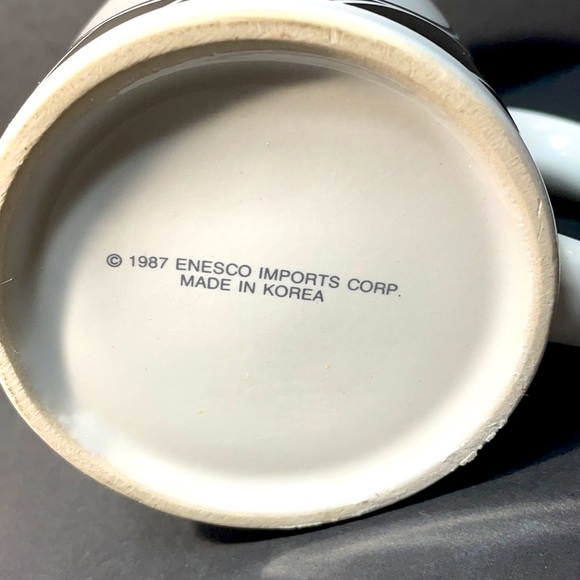 © 1987 ENESCO IMPORTS CORP.
MADE IN KOREA